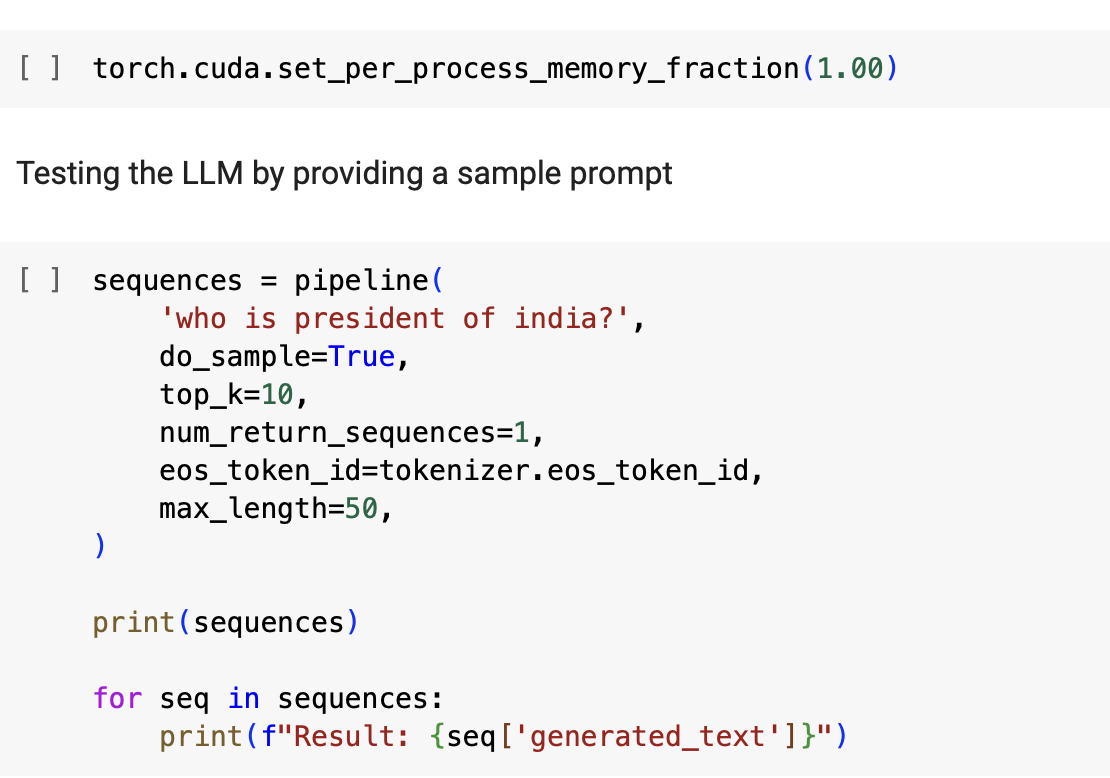 [ ] torch.cuda.set_per_process_memory_fraction(1.00)
Testing the LLM by providing a sample prompt
[ ] sequences = pipeline(
    'who is president of india?',
    do_sample=True,
    top_k=10,
    num_return_sequences=1,
    eos_token_id=tokenizer.eos_token_id,
    max_length=50,
)
print(sequences)
for seq in sequences:
    print(f"Result: {seq['generated_text']}")